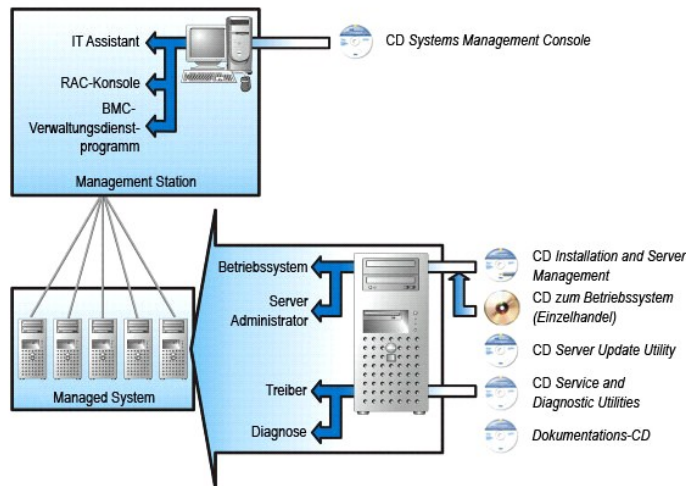 IT Assistant
RAC-Konsole
BMC-
Verwaltungsdienst-
programm
Management Station
CD Systems Management Console
Betriebssystem
Server
Administrator
Treiber
Diagnose
Managed System
CD Installation and Server
Management
CD zum Betriebssystem
(Einzelhandel)
CD Server Update Utility
CD Service and
Diagnostic Utilities
Dokumentations-CD